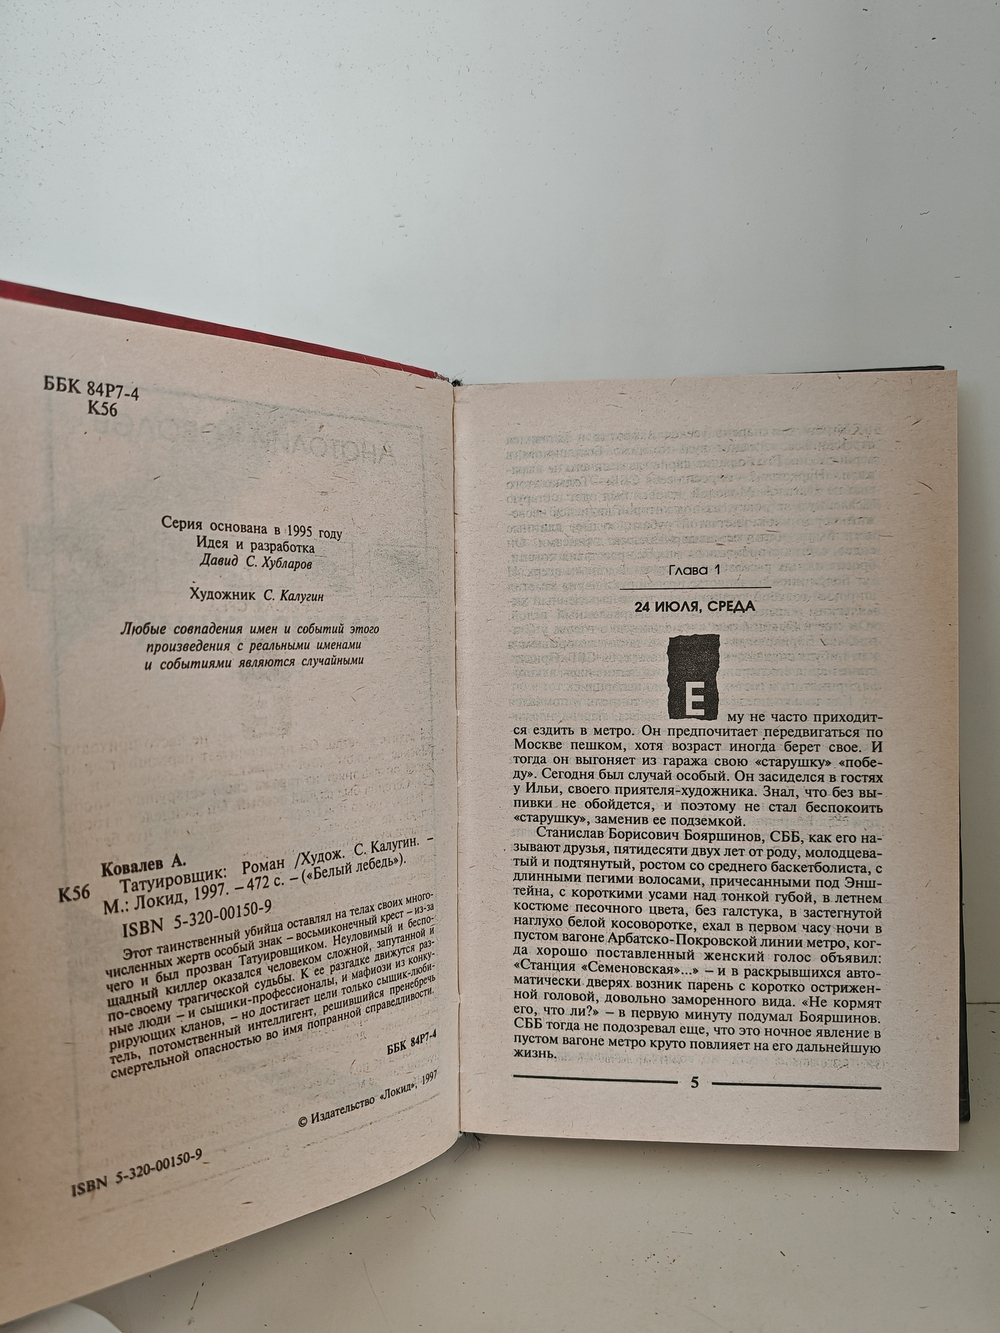 ББК 84Р7-4
К56
Серия основана в 1995 году
Идея и разработка
Давид С. Хубларов
Художник С. Калугин
Любые совпадения имен и событий этого
произведения с реальными именами
и событиями являются случайными
Ковалев А.
К56 Татуировщик: Роман /Худож. С. Калугин. –
М.: Локид, 1997. – 472 с. – («Белый лебедь»).
ISBN 5-320-00150-9
Этот таинственный убийца оставлял на телах своих много-
численных жертв особый знак – восьмиконечный крест – из-за
чего и был прозван Татуировщиком. Неуловимый и беспо-
щадный киллер оказался человеком сложной, запутанной и
по-своему трагической судьбы. К ее разгадке движутся раз-
ные люди – и сыщики-профессионалы, и мафиози из конку-
рирующих кланов, – но достигает цели только сыщик-люби-
тель, потомственный интеллигент, решившийся пренебречь
смертельной опасностью во имя попранной справедливости.
ББК 84Р7-4
© Издательство «Локид», 1997
ISBN 5-320-00150-9
Глава 1
24 ИЮЛЯ, СРЕДА
Ему не часто приходит-
ся ездить в метро. Он предпочитает передвигаться по
Москве пешком, хотя возраст иногда берет свое. И
тогда он выгоняет из гаража свою «старушку» «побе-
ду». Сегодня был случай особый. Он засиделся в гостях
у Ильи, своего приятеля-художника. Знал, что без вы-
пивки не обойдется, и поэтому не стал беспокоить
«старушку», заменив ее подземкой.
Станислав Борисович Бояршинов, СББ, как его на-
зывают друзья, пятидесяти двух лет от роду, молодцева-
тый и подтянутый, ростом со среднего баскетболиста, с
длинными пегими волосами, причесанными под Эйн-
штейна, с короткими усами над тонкой губой, в летнем
костюме песочного цвета, без галстука, в застегнутой
наглухо белой косоворотке, ехал в первом часу ночи в
пустом вагоне Арбатско-Покровской линии метро, ког-
да хорошо поставленный женский голос объявил:
«Станция «Семеновская»...» – и в раскрывшихся авто-
матически дверях возник парень с коротко острижен-
ной головой, довольно заморенного вида. «Не кормят
его, что ли?» – в первую минуту подумал Бояршинов.
СББ тогда не подозревал еще, что это ночное явление в
пустом вагоне метро круто повлияет на его дальнейшую
жизнь.
5